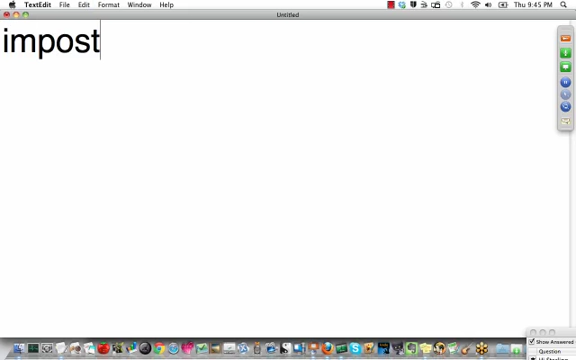 TextEdit File Edit Format Window Help Thu 9:45 PM
Untitled
impost
Show Answered
Question